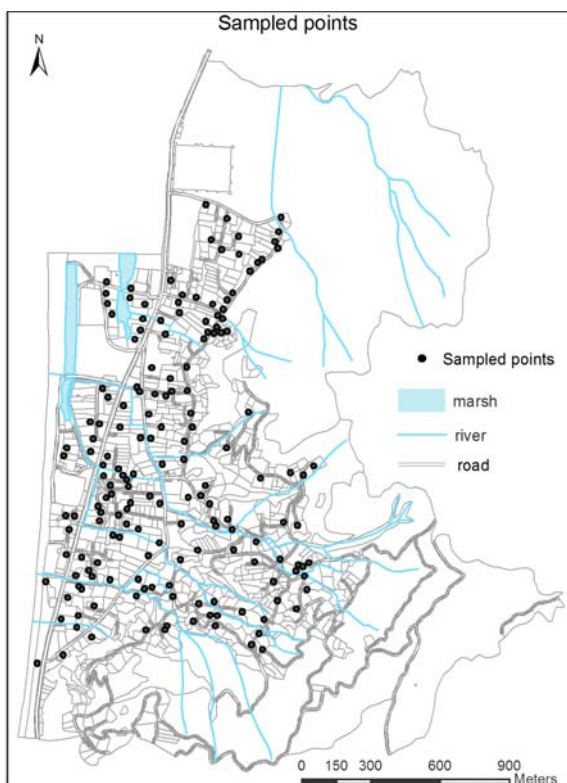 Sampled points
N
Sampled points
marsh
river
road
0 150 300 600 900
Meters